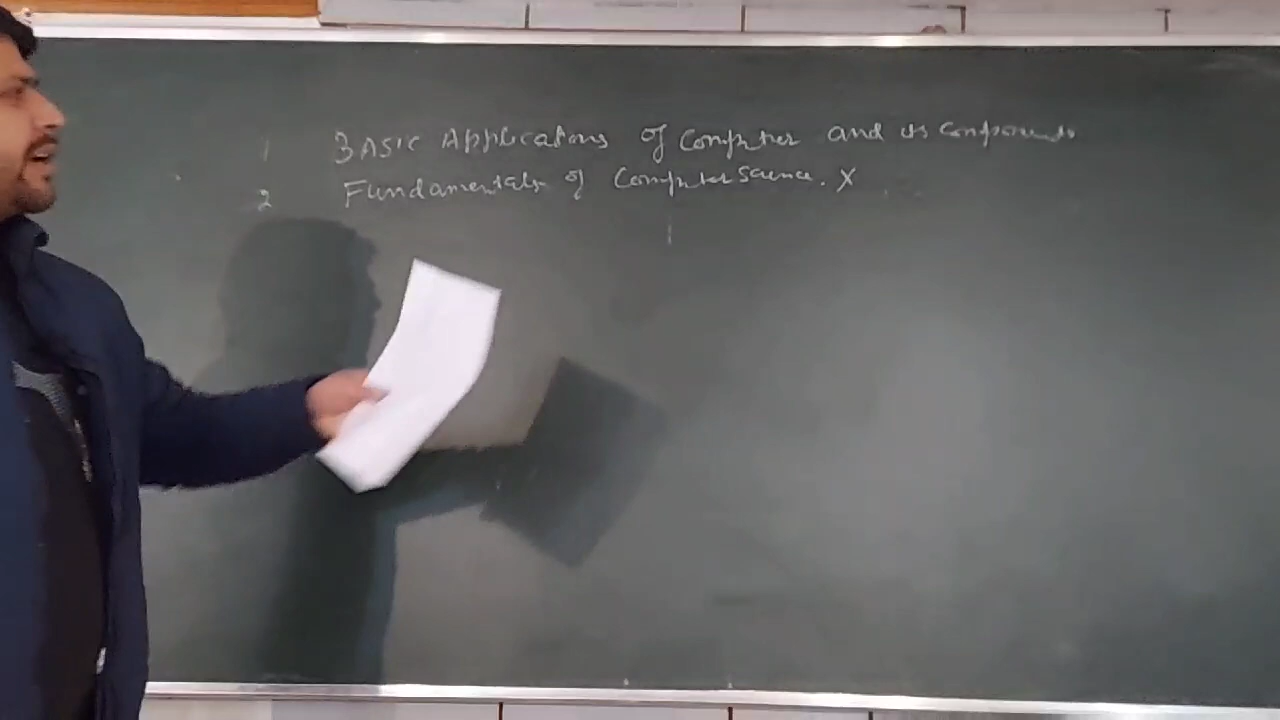 1 BASIC Applications of Computer and its Components
2 Fundamentals of Computer Science. X